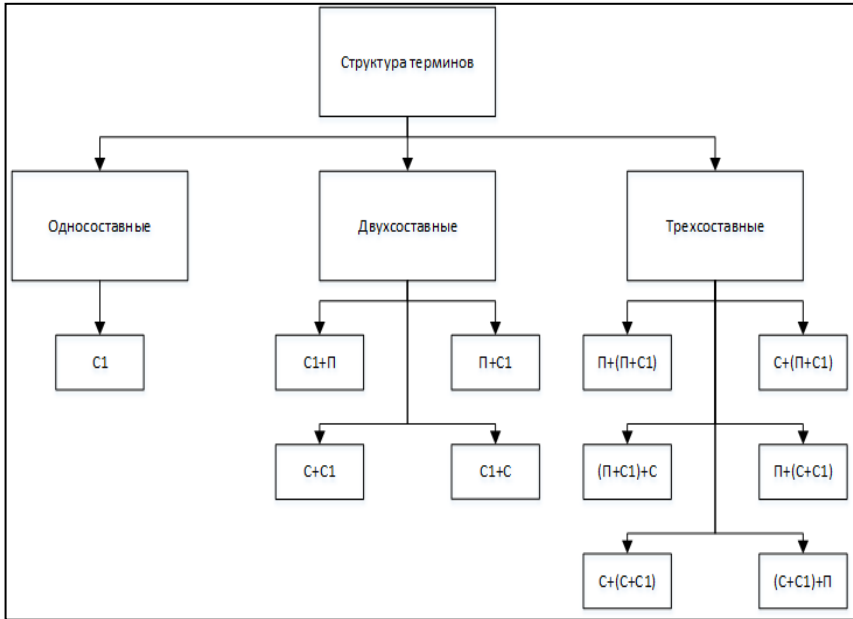 Структура терминов
Односоставные
Двухсоставные
Трехсоставные
С1
С1+П
П+С1
П+(П+С1)
С+(П+С1)
С+С1
С1+С
(П+С1)+С
П+(С+С1)
С+(С+С1)
(С+С1)+П